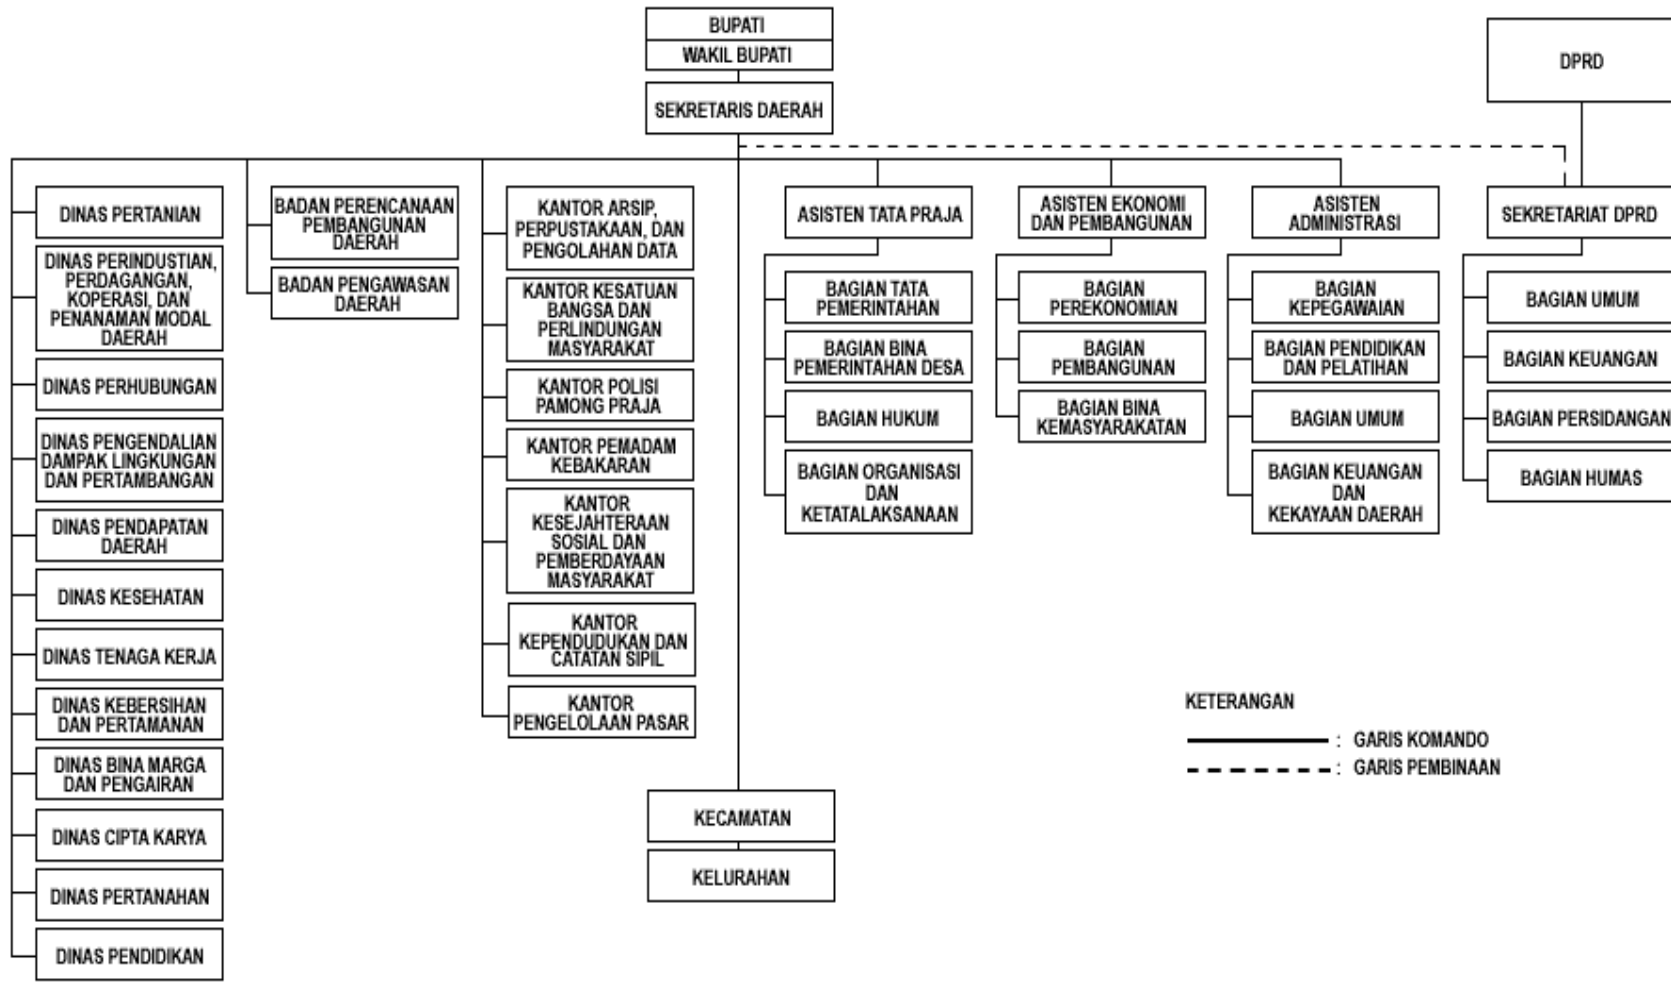 BUPATI
WAKIL BUPATI
SEKRETARIS DAERAH
DPRD
DINAS PERTANIAN
DINAS PERINDUSTIAN,
PERDAGANGAN,
KOPERASI, DAN
PENANAMAN MODAL
DAERAH
DINAS PERHUBUNGAN
DINAS PENGENDALIAN
DAMPAK LINGKUNGAN
DAN PERTAMBANGAN
DINAS PENDAPATAN
DAERAH
DINAS KESEHATAN
DINAS TENAGA KERJA
DINAS KEBERSIHAN
DAN PERTAMANAN
DINAS BINA MARGA
DAN PENGAIRAN
DINAS CIPTA KARYA
DINAS PERTANAHAN
DINAS PENDIDIKAN
BADAN PERENCANAAN
PEMBANGUNAN
DAERAH
BADAN PENGAWASAN
DAERAH
KANTOR ARSIP,
PERPUSTAKAAN, DAN
PENGOLAHAN DATA
KANTOR KESATUAN
BANGSA DAN
PERLINDUNGAN
MASYARAKAT
KANTOR POLISI
PAMONG PRAJA
KANTOR PEMADAM
KEBAKARAN
KANTOR
KESEJAHTERAAN
SOSIAL DAN
PEMBERDAYAAN
MASYARAKAT
KANTOR
KEPENDUDUKAN DAN
CATATAN SIPIL
KANTOR
PENGELOLAAN PASAR
KECAMATAN
KELURAHAN
ASISTEN TATA PRAJA
BAGIAN TATA
PEMERINTAHAN
BAGIAN BINA
PEMERINTAHAN DESA
BAGIAN HUKUM
BAGIAN ORGANISASI
DAN
KETATALAKSANAAN
ASISTEN EKONOMI
DAN PEMBANGUNAN
BAGIAN
PEREKONOMIAN
BAGIAN
PEMBANGUNAN
BAGIAN BINA
KEMASYARAKATAN
ASISTEN
ADMINISTRASI
BAGIAN
KEPEGAWAIAN
BAGIAN PENDIDIKAN
DAN PELATIHAN
BAGIAN UMUM
BAGIAN KEUANGAN
DAN
KEKAYAAN DAERAH
SEKRETARIAT DPRD
BAGIAN UMUM
BAGIAN KEUANGAN
BAGIAN PERSIDANGAN
BAGIAN HUMAS
KETERANGAN
: GARIS KOMANDO
: GARIS PEMBINAAN